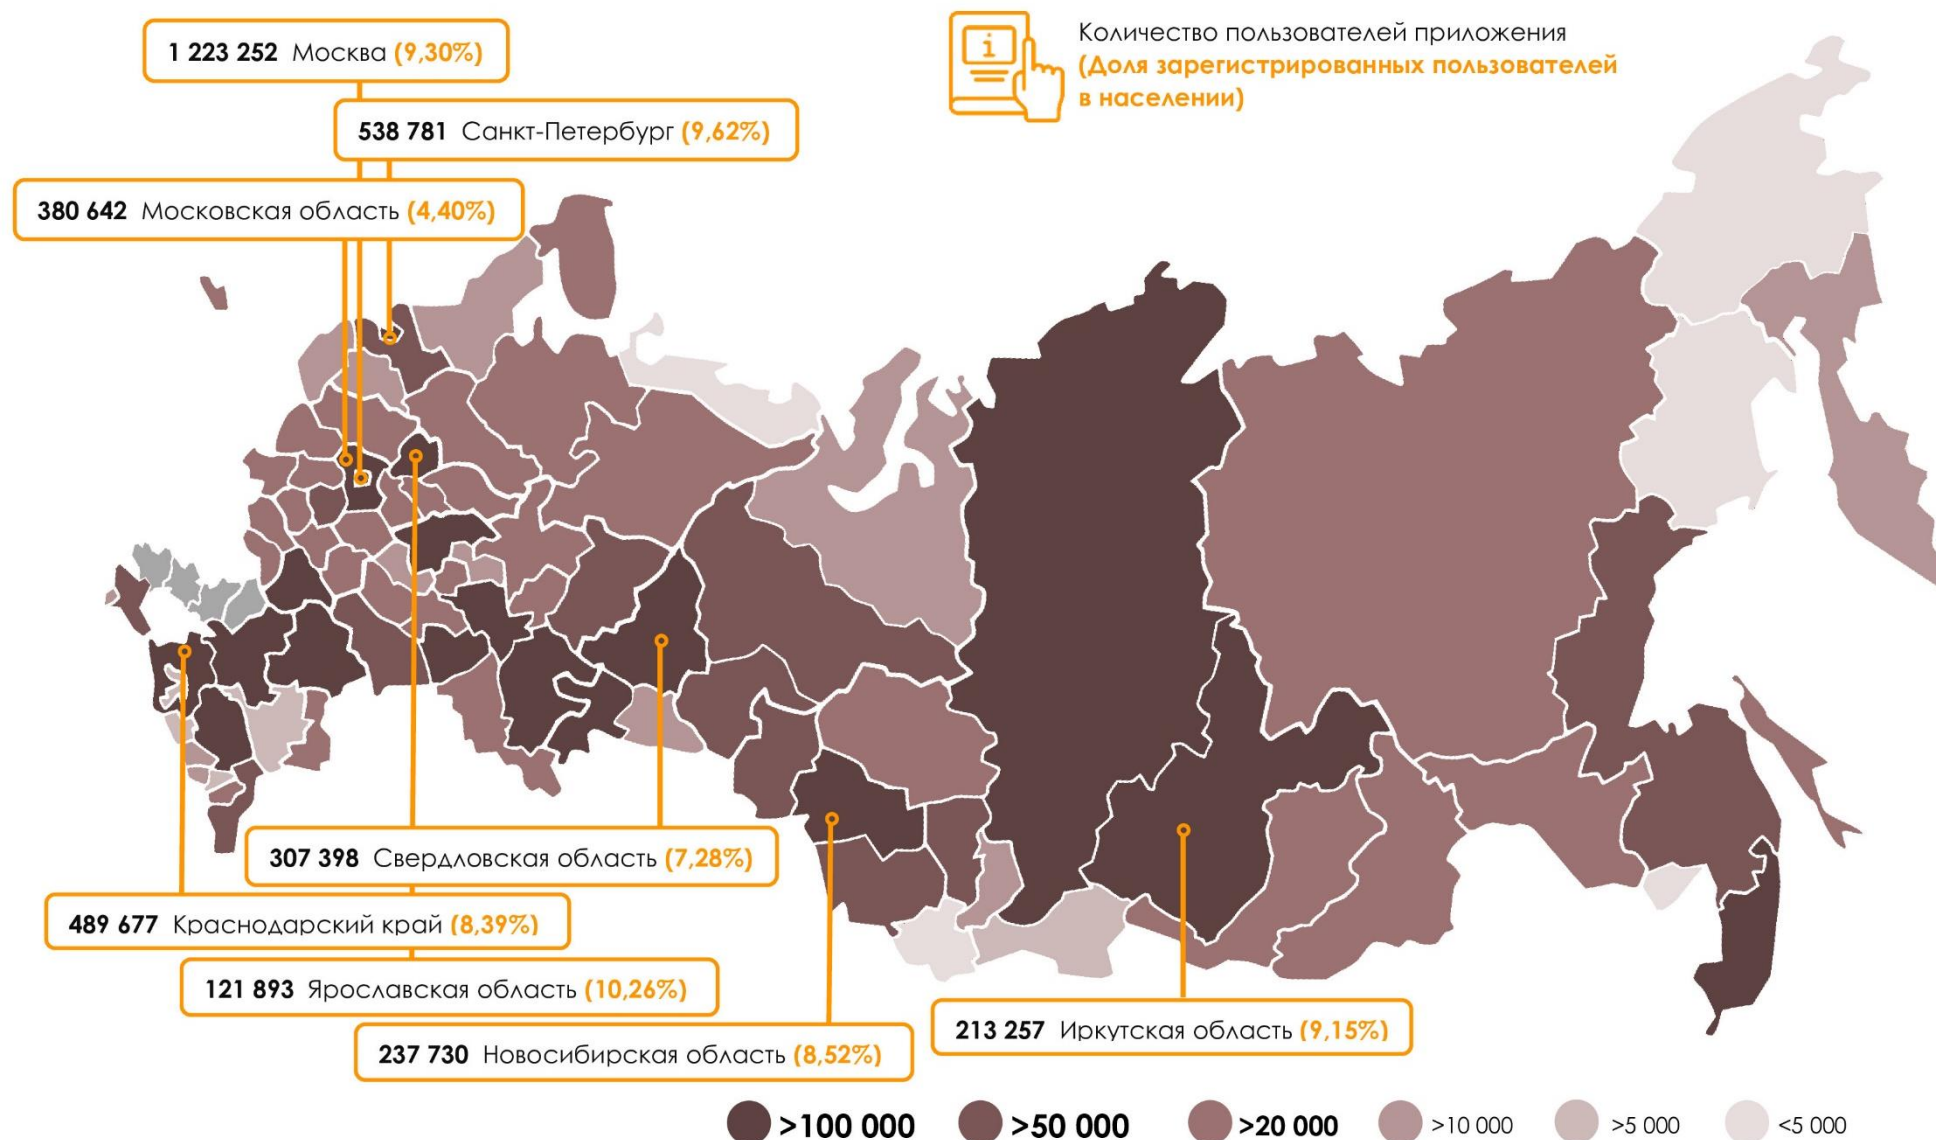 1 223 252 Москва (9,30%)
Количество пользователей приложения
(Доля зарегистрированных пользователей
в населении)
538 781 Санкт-Петербург (9,62%)
380 642 Московская область (4,40%)
307 398 Свердловская область (7,28%)
489 677 Краснодарский край (8,39%)
121 893 Ярославская область (10,26%)
237 730 Новосибирская область (8,52%)
213 257 Иркутская область (9,15%)
>100 000 >50 000 >20 000 >10 000 >5 000 <5 000